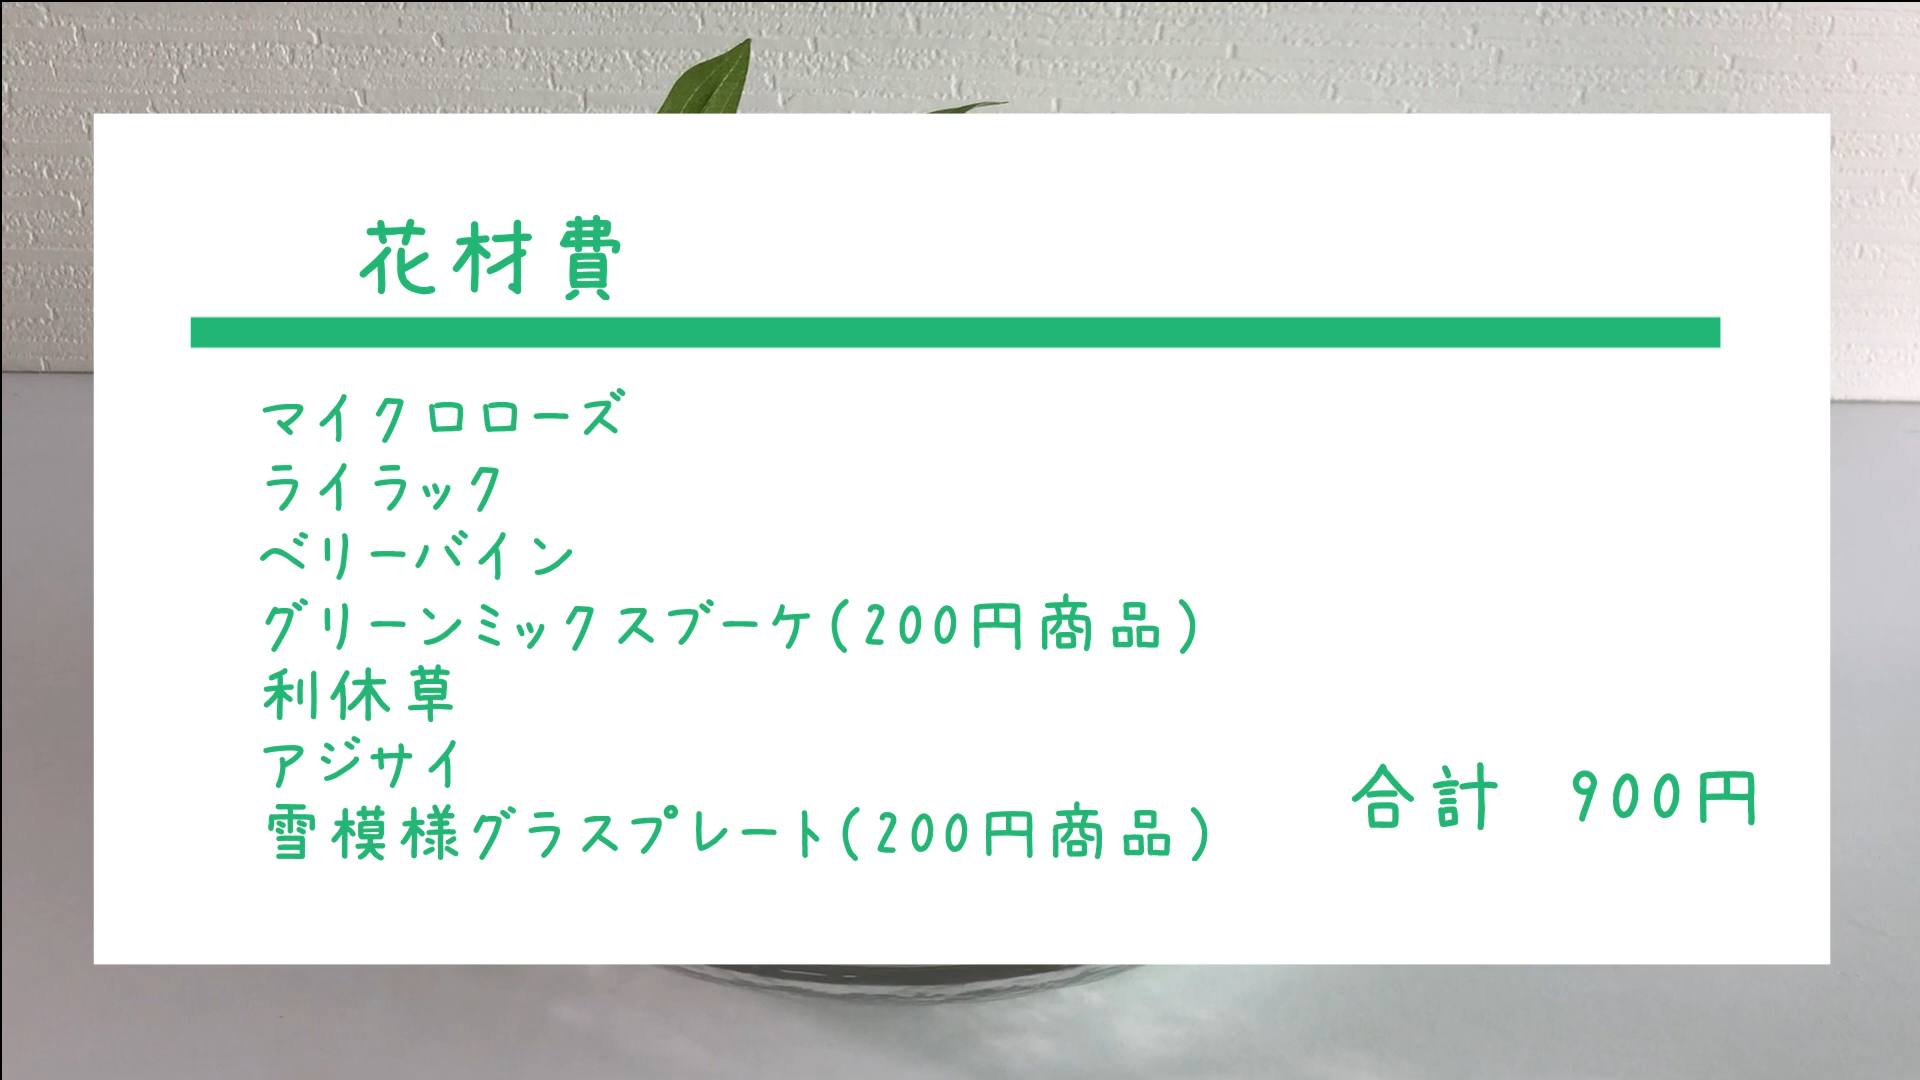 花材費
マイクロローズ
ライラック
ベリーバイン
グリーンミックスブーケ(200円商品)
利休草
アジサイ
雪模様グラスプレート(200円商品)
合計　900円